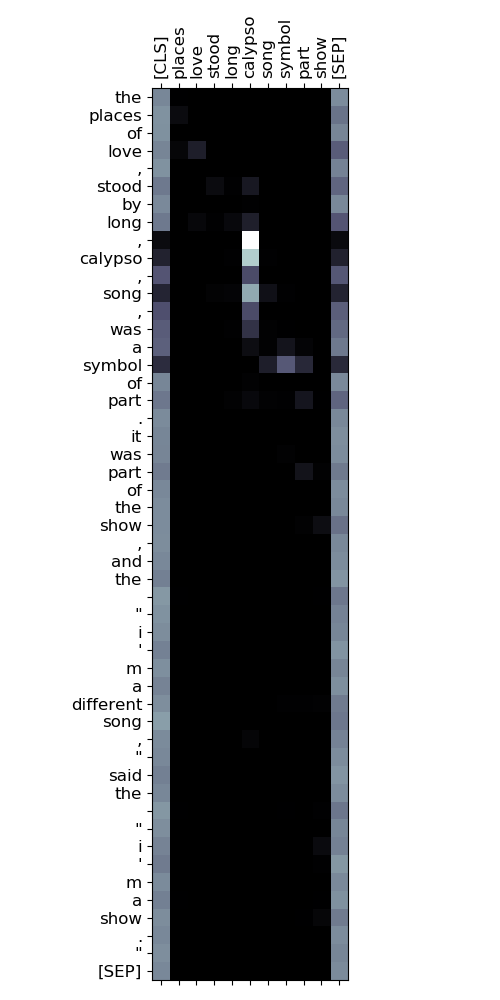 [CLS] places love stood long calypso song symbol part show [SEP]
the
places
of
love
,
stood
by
long
,
calypso
,
song
,
was
a
symbol
of
part
.
it
was
part
of
the
show
,
and
the
"
i
'
m
a
different
song
,
"
said
the
"
i
'
m
a
show
.
"
[SEP]